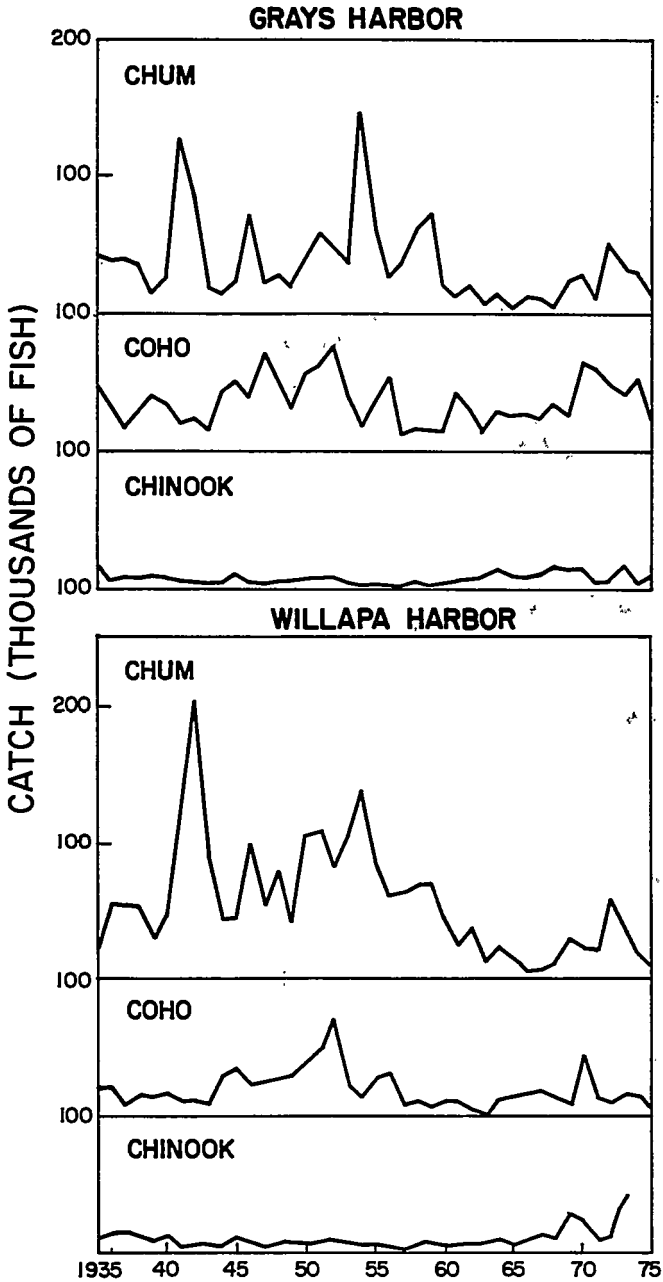 GRAYS HARBOR
200
CHUM
100
100
COHO
100
CHINOOK
100
CATCH (THOUSANDS OF FISH)
WILLAPA HARBOR
CHUM
200
100
100
COHO
100
CHINOOK
1935 40 45 50 55 60 65 70 75